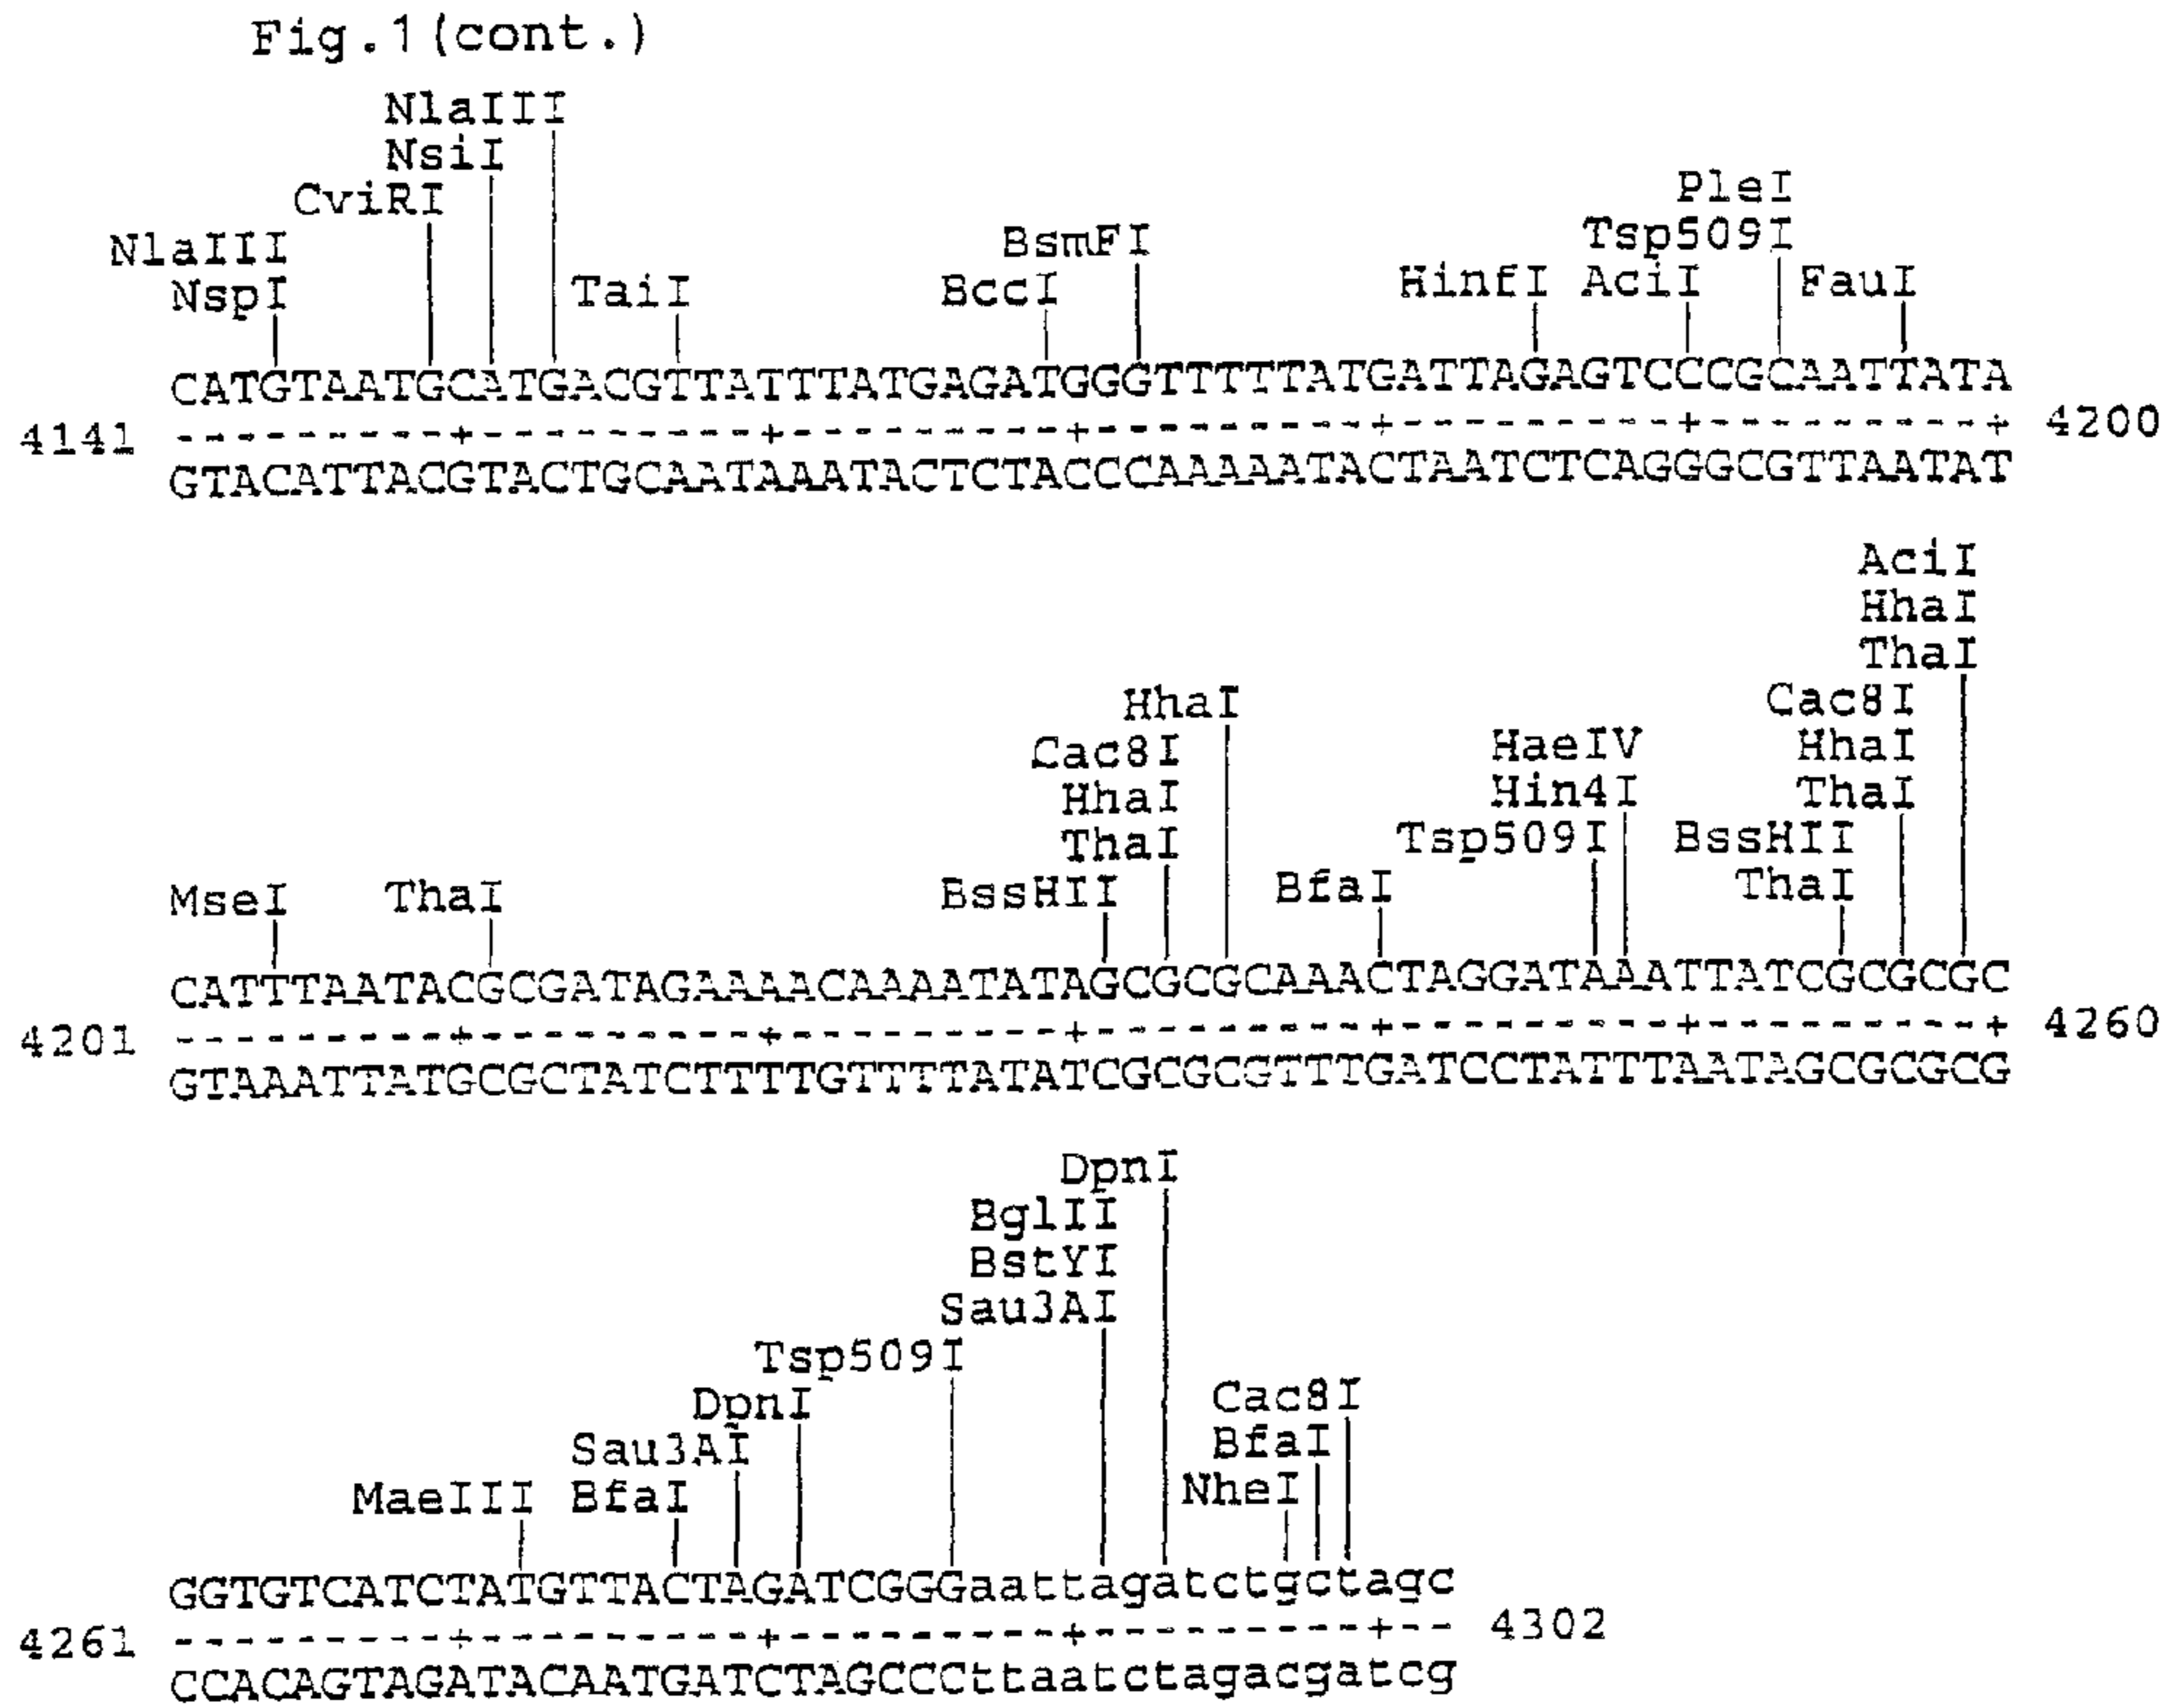 Fig.1(cont.)
NlaIII
NsiI
CviRI PleI
NlaIII BsmFI Tsp509I
NspI TaiI BccI HinfI AciI FauI
CATGTAATGCATGACGTTATTTATGAGATGGGTTTTTATGATTAGAGTCCCGCAATTATA
4141 ---------+---------+---------+---------+---------+---------+ 4200
GTACATTACGTACTGCAATAAATACTCTACCCAAAAATACTAATCTCAGGGCGTTAATAT
AciI
HhaI
ThaI
HhaI Cac8I
Cac8I HaeIV HhaI
HhaI Hin4I ThaI
ThaI Tsp509I BssHII
MseI ThaI BssHII BfaI ThaI
CATTTAATACGCGATAGAAAACAAAATATAGCGCGCAAACTAGGATAAATTATCGCGCGC
4201 ---------+---------+---------+---------+---------+---------+ 4260
GTAAATTATGCGCTATCTTTTGTTTTATATCGCGCGTTTGATCCTATTTAATAGCGCGCG
DpnI
BglII
BstYI
Sau3AI
Tsp509I
DpnI Cac8I
Sau3AI BfaI
MaeIII BfaI NheI
GGTGTCATCTATGTTACTAGATCGGGaattagatctgctagc
4261 ---------+---------+---------+---------+-- 4302
CCACAGTAGATACAATGATCTAGCCCttaatctagacgatcg